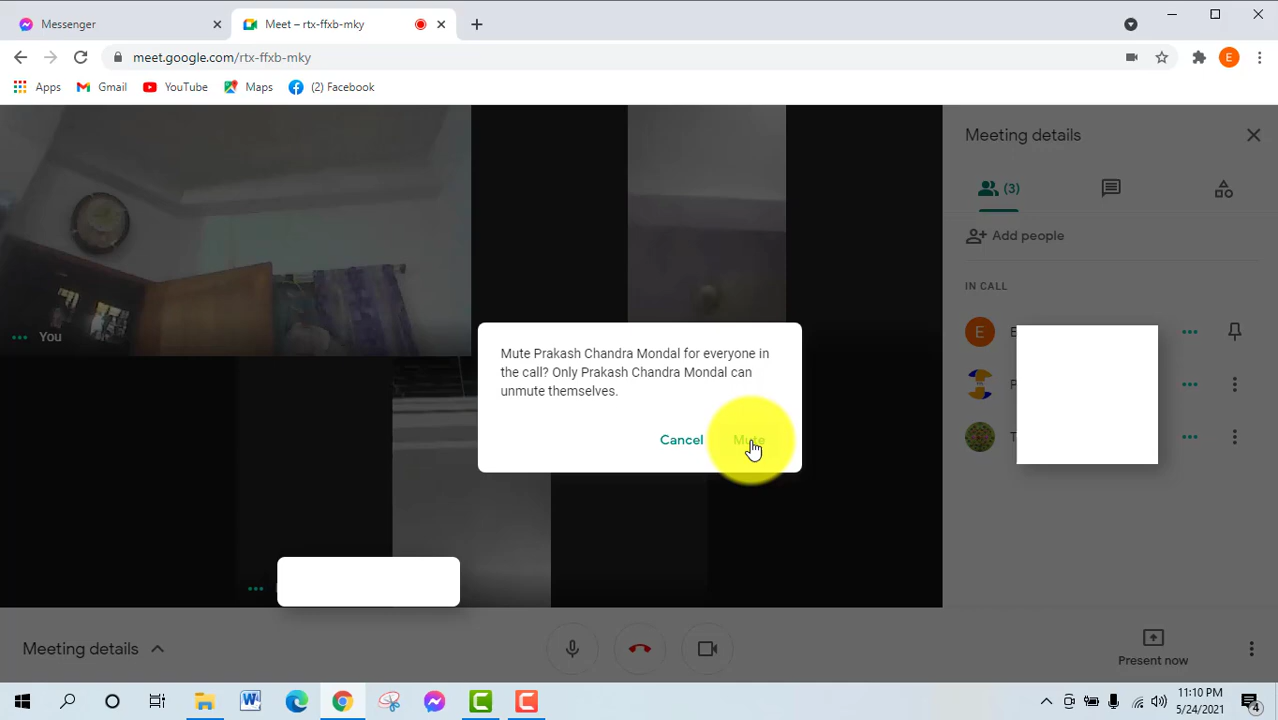 Messenger
Meet – rtx-ffxb-mky
meet.google.com/rtx-ffxb-mky
E
Apps
Gmail
YouTube
Maps
(2) Facebook
Meeting details
(3)
Add people
IN CALL
You
E
Mute Prakash Chandra Mondal for everyone in
the call? Only Prakash Chandra Mondal can
unmute themselves.
Cancel
Mute
Meeting details
Present now
11:10 PM
5/24/2021
4